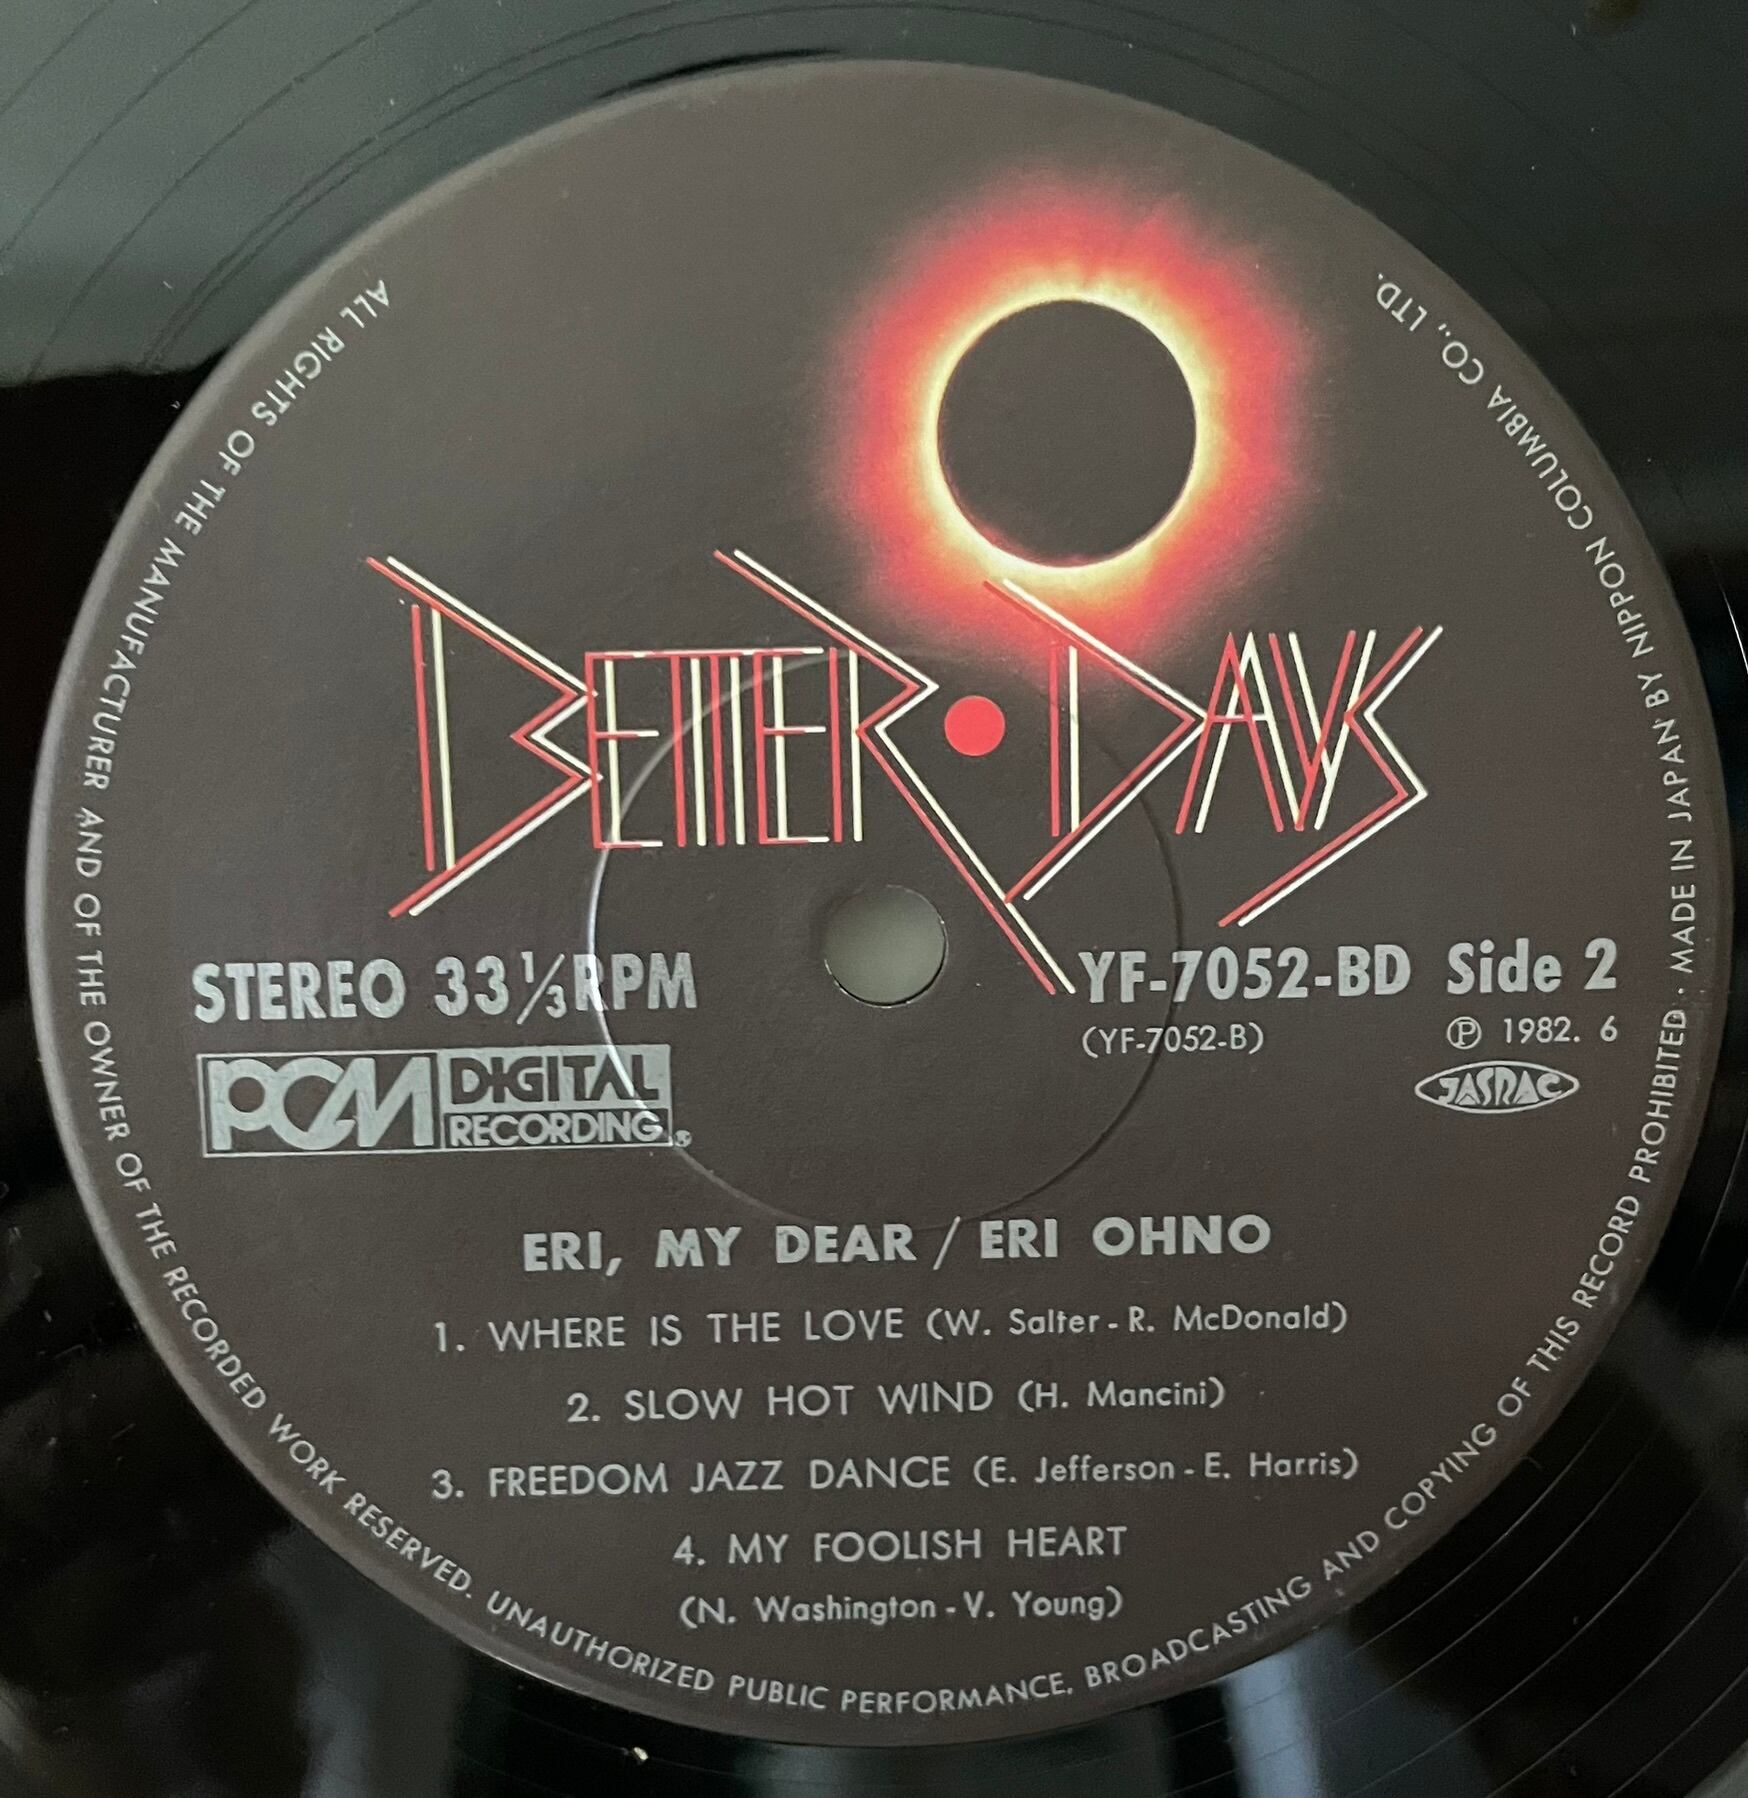 BETTER • DAYS
STEREO 33 1/3 RPM
YF-7052-BD Side 2
(YF-7052-B)
Ⓟ 1982. 6
PCM DIGITAL RECORDING®
JASRAC
ERI, MY DEAR / ERI OHNO
1. WHERE IS THE LOVE (W. Salter - R. McDonald)
2. SLOW HOT WIND (H. Mancini)
3. FREEDOM JAZZ DANCE (E. Jefferson - E. Harris)
4. MY FOOLISH HEART
(N. Washington - V. Young)
ALL RIGHTS OF THE MANUFACTURER AND OF THE OWNER OF THE RECORDED WORK RESERVED. UNAUTHORIZED PUBLIC PERFORMANCE, BROADCASTING AND COPYING OF THIS RECORD PROHIBITED • MADE IN JAPAN BY NIPPON COLUMBIA CO., LTD.